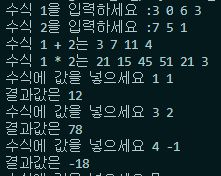 수식 1을 입력하세요 :3 0 6 3
수식 2을 입력하세요 :7 5 1
수식 1 + 2는 3 7 11 4
수식 1 * 2는 21 15 45 51 21 3
수식에 값을 넣으세요 1 1
결과값은 12
수식에 값을 넣으세요 3 2
결과값은 78
수식에 값을 넣으세요 4 -1
결과값은 -18